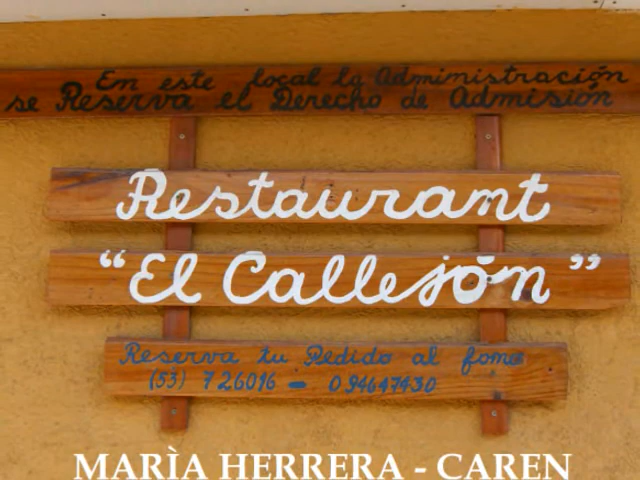 En este local la Administración
se Reserva el Derecho de Admisión
Restaurant
"El Callejón"
Reserva tu Pedido al fono
(53) 726016 - 094647430
MARÌA HERRERA - CAREN